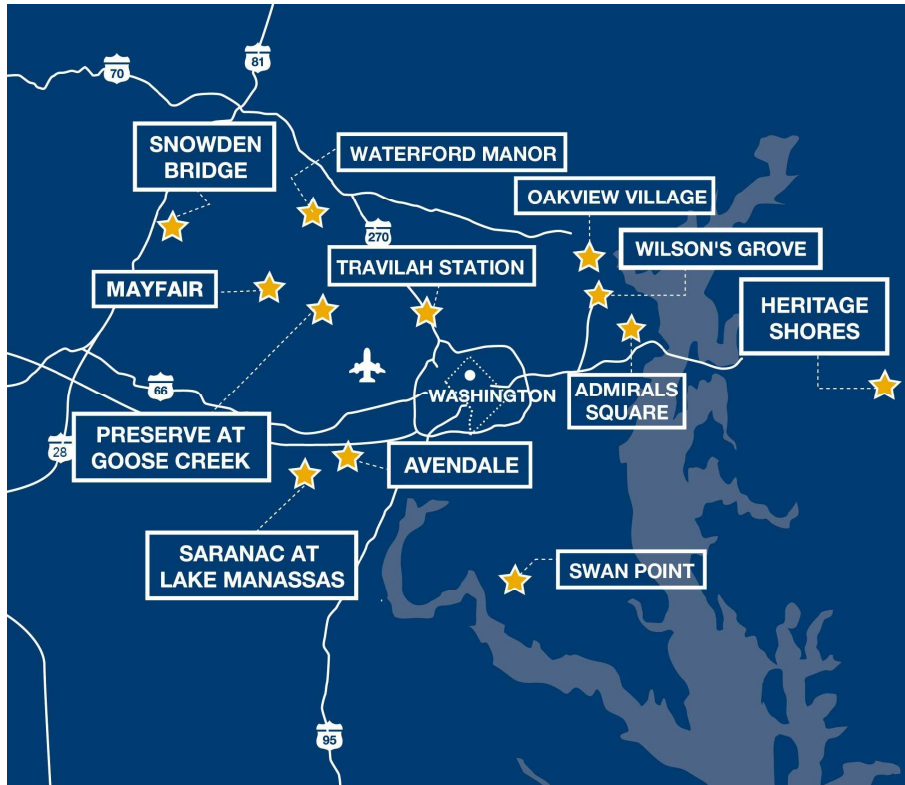 81
70
SNOWDEN
BRIDGE
WATERFORD MANOR
OAKVIEW VILLAGE
270
WILSON'S GROVE
TRAVILAH STATION
MAYFAIR
HERITAGE
SHORES
66
WASHINGTON
ADMIRALS
SQUARE
PRESERVE AT
GOOSE CREEK
28
AVENDALE
SARANAC AT
LAKE MANASSAS
SWAN POINT
95